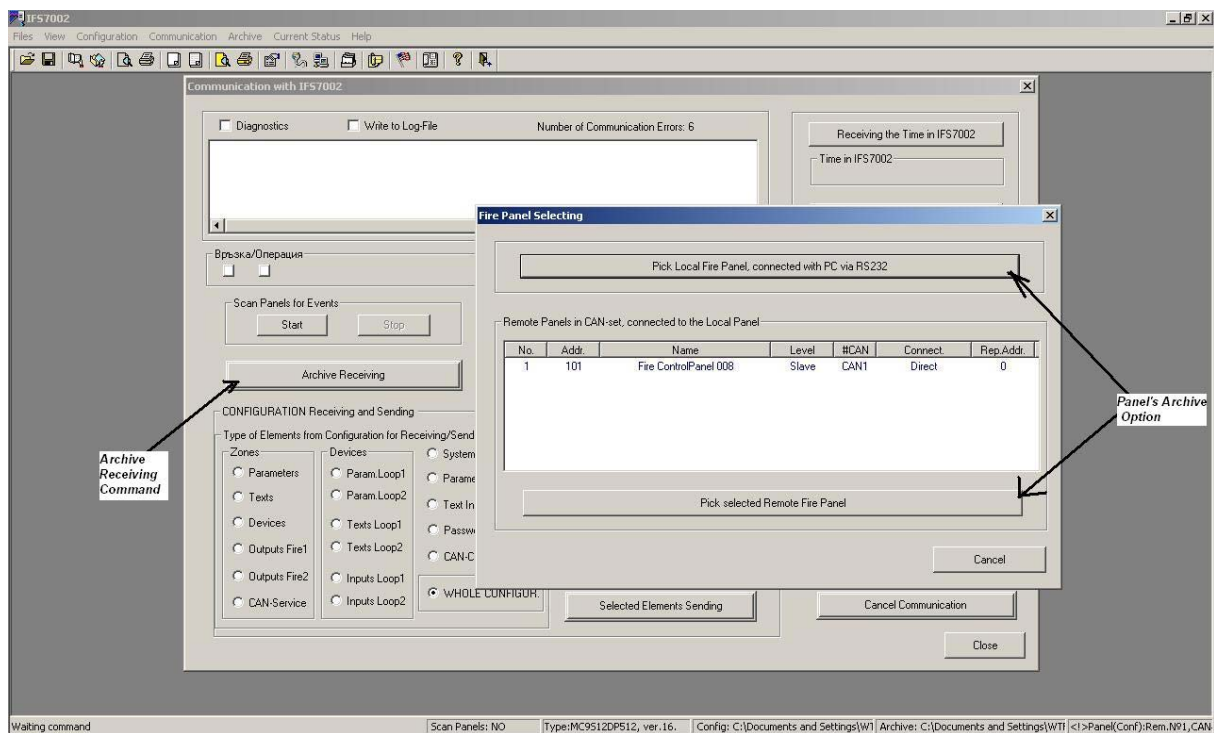 IFS7002
Files View Configuration Communication Archive Current Status Help
Communication with IFS7002
Diagnostics
Write to Log-File
Number of Communication Errors: 6
Receiving the Time in IFS7002
Time in IFS7002
Fire Panel Selecting
Pick Local Fire Panel, connected with PC via RS232
Връзка/Операция
Scan Panels for Events
Start
Stop
Archive Receiving
Remote Panels in CAN-set, connected to the Local Panel
No. Addr. Name Level #CAN Connect. Rep.Addr.
1 101 Fire ControlPanel 008 Slave CAN1 Direct 0
Pick selected Remote Fire Panel
Cancel
Panel's Archive
Option
Archive
Receiving
Command
CONFIGURATION Receiving and Sending
Type of Elements from Configuration for Receiving/Send
Zones
Parameters
Texts
Devices
Outputs Fire1
Outputs Fire2
CAN-Service
Devices
Param.Loop1
Param.Loop2
Texts Loop1
Texts Loop2
Inputs Loop1
Inputs Loop2
System
Parame
Text In
Passw
CAN-C
WHOLE CONFIGUR.
Selected Elements Sending
Cancel Communication
Close
Waiting command
Scan Panels: NO
Type:MC9S12DP512, ver.16.
Config: C:\Documents and Settings\WT
Archive: C:\Documents and Settings\WTI
<!>Panel(Conf):Rem.№1,CAN